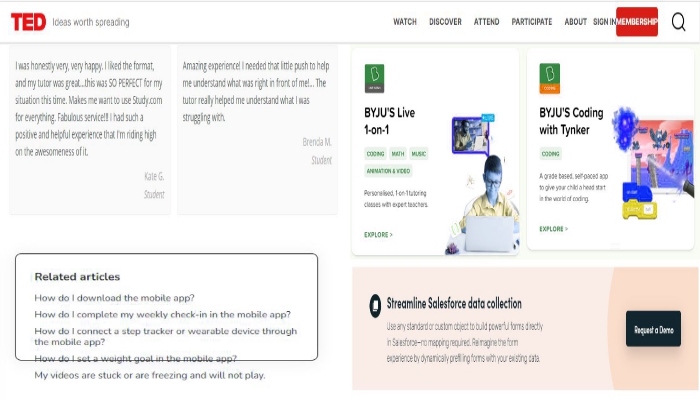 TED Ideas worth spreading WATCH DISCOVER ATTEND PARTICIPATE ABOUT SIGN IN MEMBERSHIP
I was honestly very, very happy. I liked the format,
and my tutor was great...this was SO PERFECT for my
situation this time. Makes me want to use Study.com
for everything. Fabulous service!!! I had such a
positive and helpful experience that I'm riding high
on the awesomeness of it.
Kate G.
Student
Amazing experience! I needed that little push to help
me understand what was right in front of me!... The
tutor really helped me understand what I was
struggling with.
Brenda M.
Student
BYJU'S Live
1-on-1
CODING MATH MUSIC
ANIMATION & VIDEO
Personalised, 1-on-1 tutoring
classes with expert teachers.
EXPLORE >
BYJU'S Coding
with Tynker
CODING
A grade based, self-paced app
to give your child a head start
in the world of coding.
EXPLORE >
Related articles
How do I download the mobile app?
How do I complete my weekly check-in in the mobile app?
How do I connect a step tracker or wearable device through
the mobile app?
How do I set a weight goal in the mobile app?
My videos are stuck or are freezing and will not play.
Streamline Salesforce data collection
Use any standard or custom object to build powerful forms directly
in Salesforce—no mapping required. Reimagine the form
experience by dynamically prefilling forms with your existing data.
Request a Demo